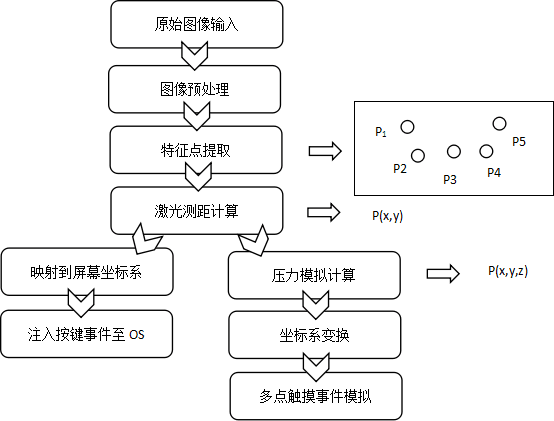 原始图像输入
图像预处理
特征点提取
P1
P2
P3
P4
P5
激光测距计算
P(x,y)
映射到屏幕坐标系
压力模拟计算
P(x,y,z)
注入按键事件至 OS
坐标系变换
多点触摸事件模拟